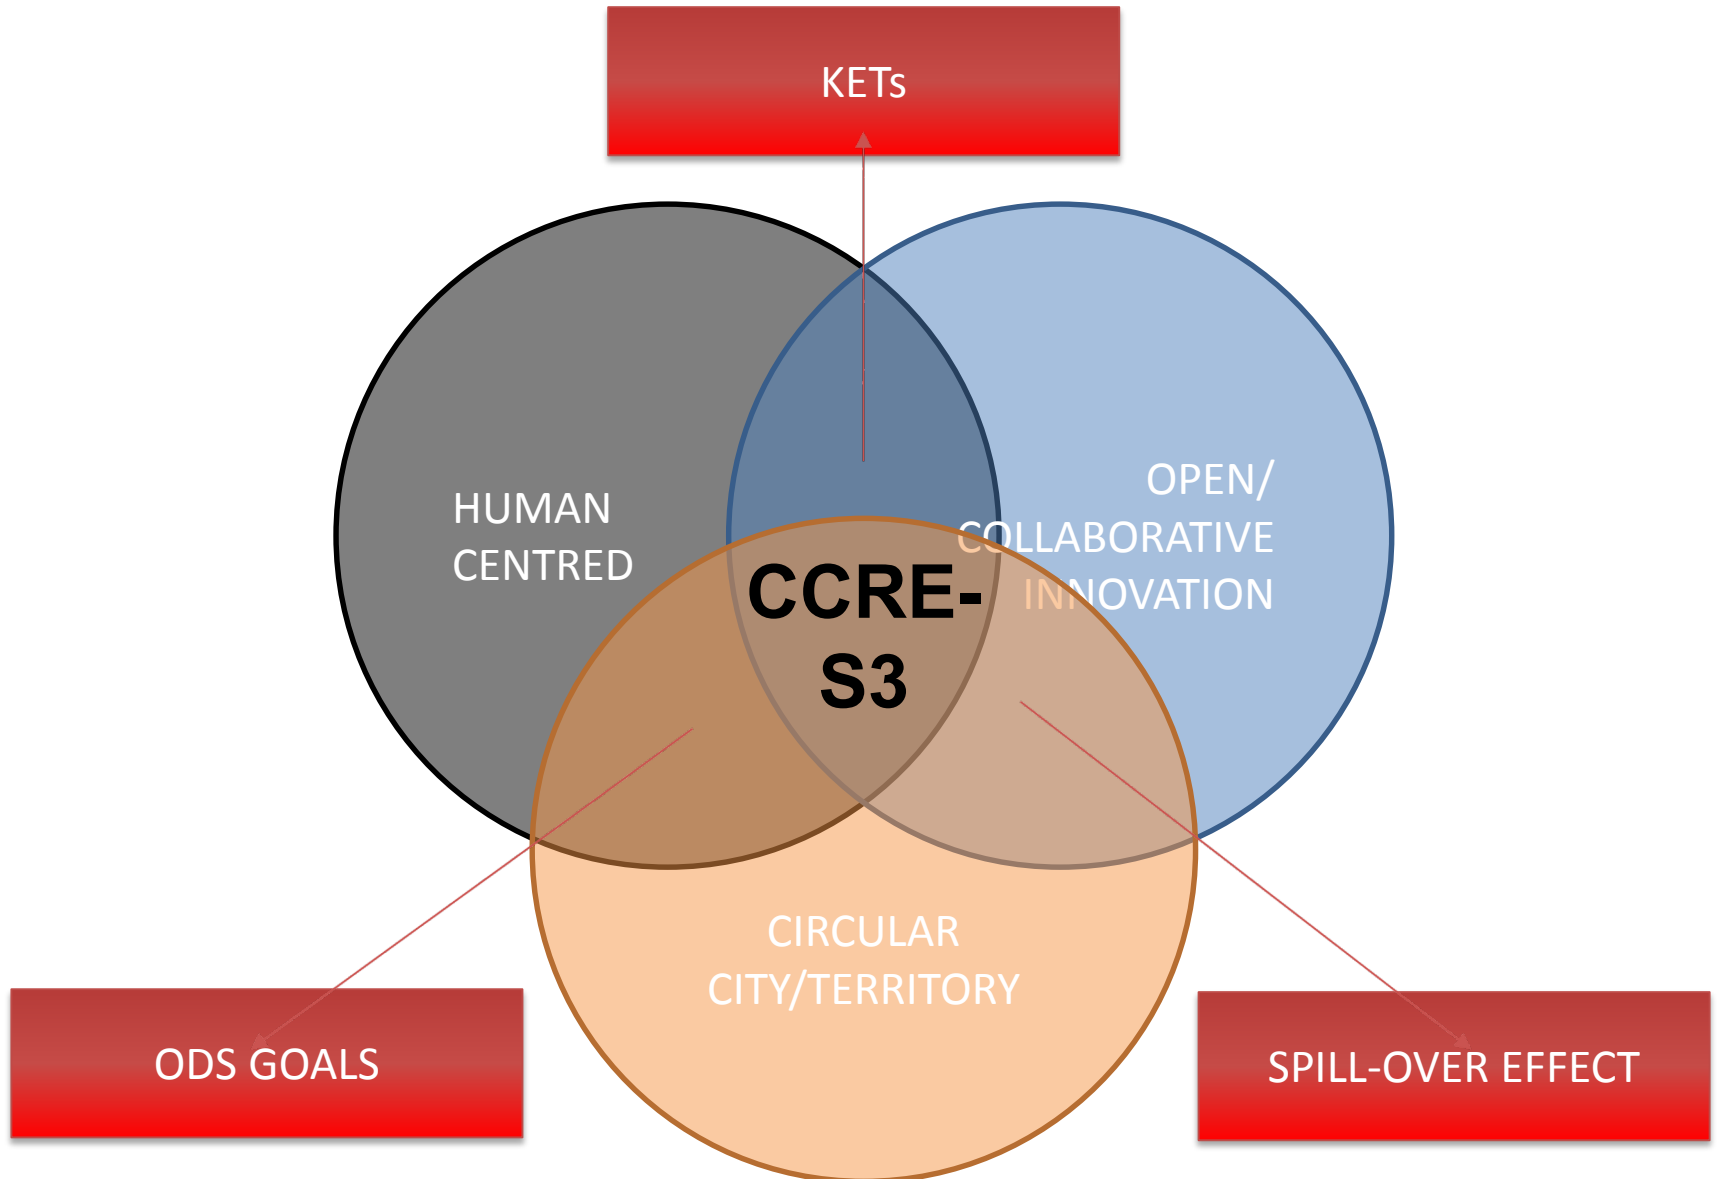 KETs
HUMAN
CENTRED
OPEN/
COLLABORATIVE
INNOVATION
CCRE-
S3
CIRCULAR
CITY/TERRITORY
ODS GOALS
SPILL-OVER EFFECT